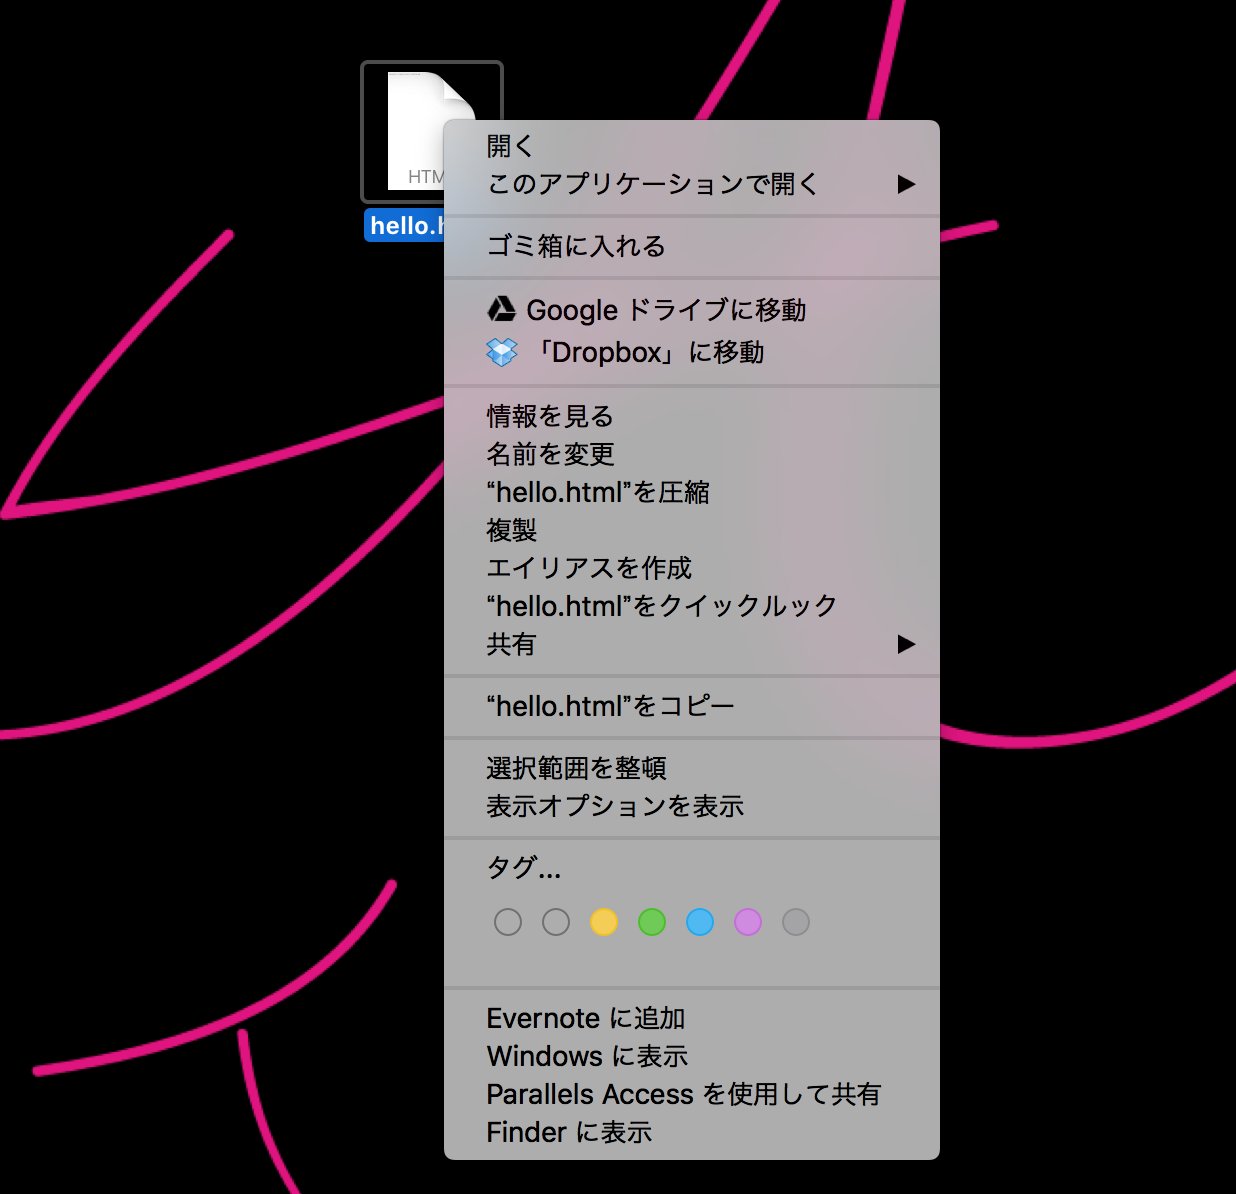 HTM
hello.h
開く
このアプリケーションで開く
ゴミ箱に入れる
Google ドライブに移動
「Dropbox」に移動
情報を見る
名前を変更
“hello.html”を圧縮
複製
エイリアスを作成
“hello.html”をクイックルック
共有
“hello.html”をコピー
選択範囲を整頓
表示オプションを表示
タグ...
Evernote に追加
Windows に表示
Parallels Access を使用して共有
Finder に表示